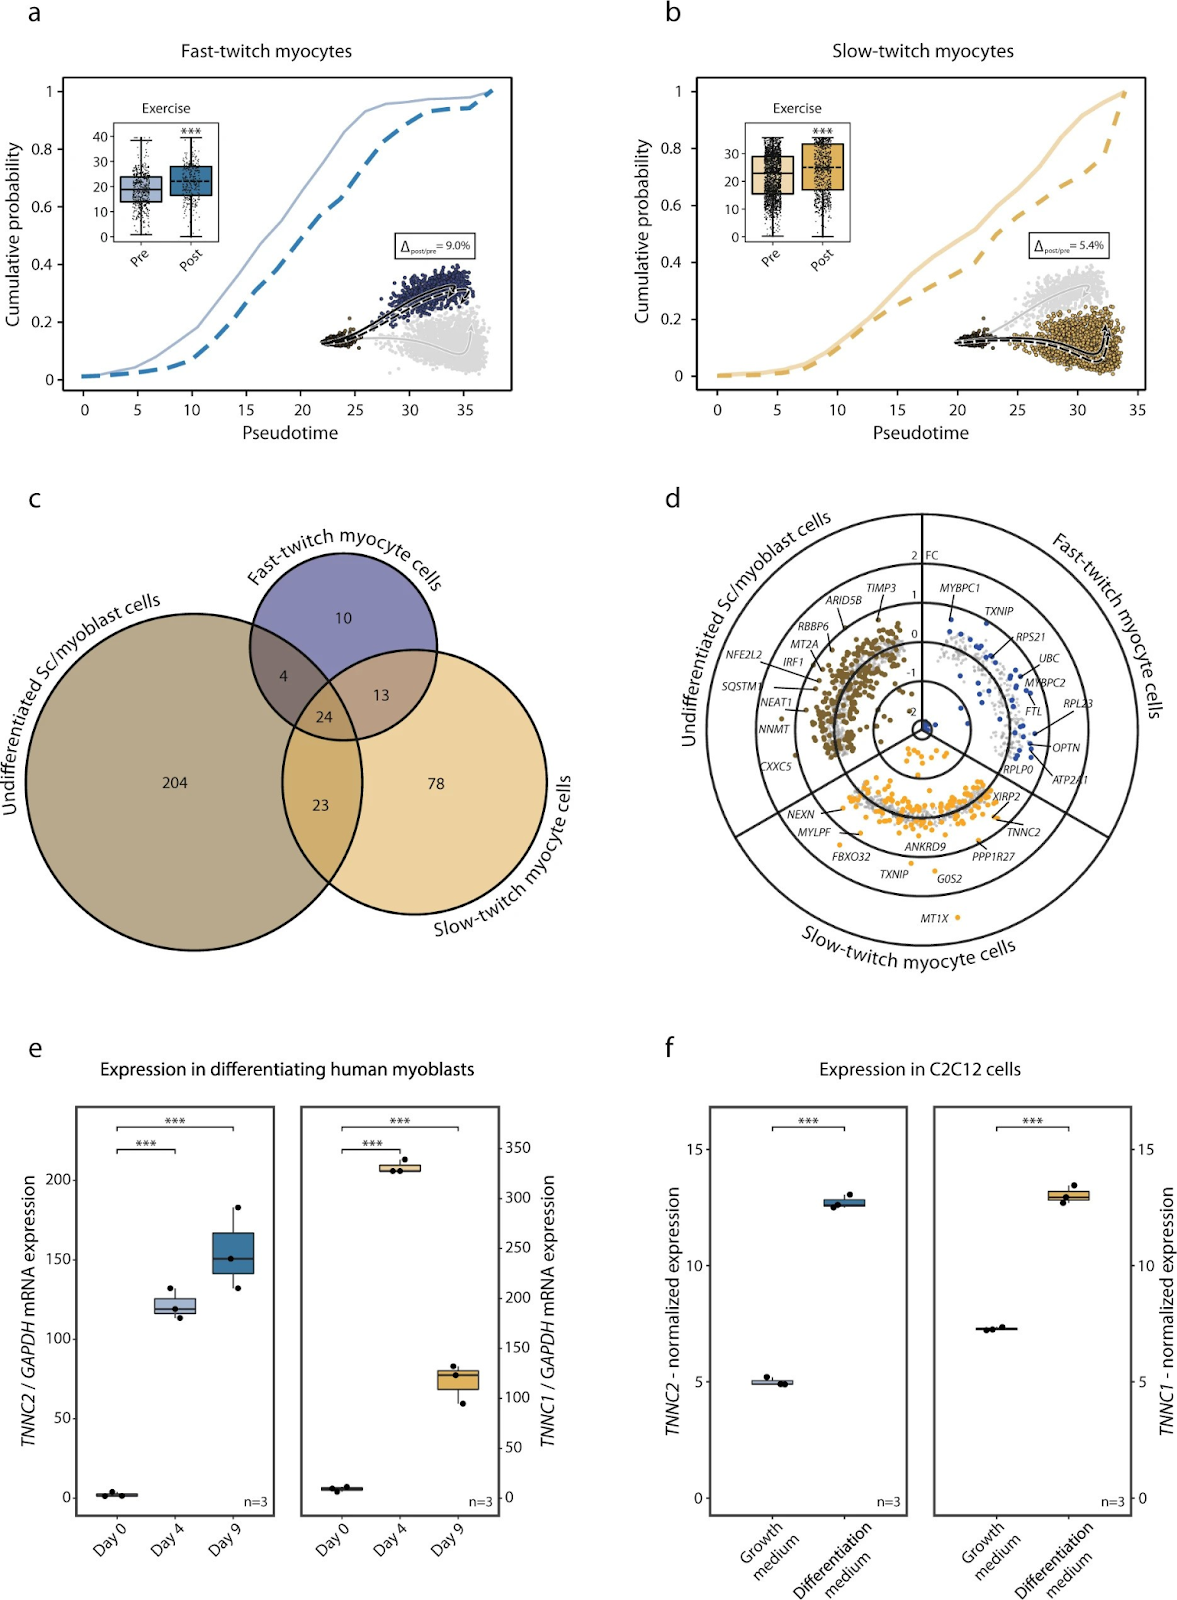 a
Fast-twitch myocytes
Cumulative probability
1
0.8
0.6
0.4
0.2
0
0 5 10 15 20 25 30 35
Pseudotime
Exercise
***
40
30
20
10
0
Pre Post
Δpost/pre = 9.0%
b
Slow-twitch myocytes
Cumulative probability
1
0.8
0.6
0.4
0.2
0
0 5 10 15 20 25 30 35
Pseudotime
Exercise
***
30
20
10
0
Pre Post
Δpost/pre = 5.4%
c
Undifferentiated Sc/myoblast cells
Fast-twitch myocyte cells
Slow-twitch myocyte cells
10
4
13
24
204
23
78
d
Undifferentiated Sc/myoblast cells
Fast-twitch myocyte cells
Slow-twitch myocyte cells
2 FC
1
0
-1
2
TIMP3
ARID5B
RBBP6
MT2A
NFE2L2
IRF1
SQSTM1
NEAT1
NNMT
CXXC5
MYBPC1
TXNIP
RPS21
UBC
MYBPC2
FTL
RPL23
OPTN
ATP2A1
RPLP0
XIRP2
TNNC2
PPP1R27
ANKRD9
G0S2
TXNIP
FBXO32
MYLPF
NEXN
MT1X
e
Expression in differentiating human myoblasts
TNNC2 / GAPDH mRNA expression
200
150
100
50
0
***
***
n=3
Day 0 Day 4 Day 9
***
***
n=3
Day 0 Day 4 Day 9
350
300
250
200
150
100
50
0
TNNC1 / GAPDH mRNA expression
f
Expression in C2C12 cells
TNNC2 - normalized expression
15
10
5
0
***
n=3
Growth medium
Differentiation medium
***
n=3
Growth medium
Differentiation medium
15
10
5
0
TNNC1 - normalized expression